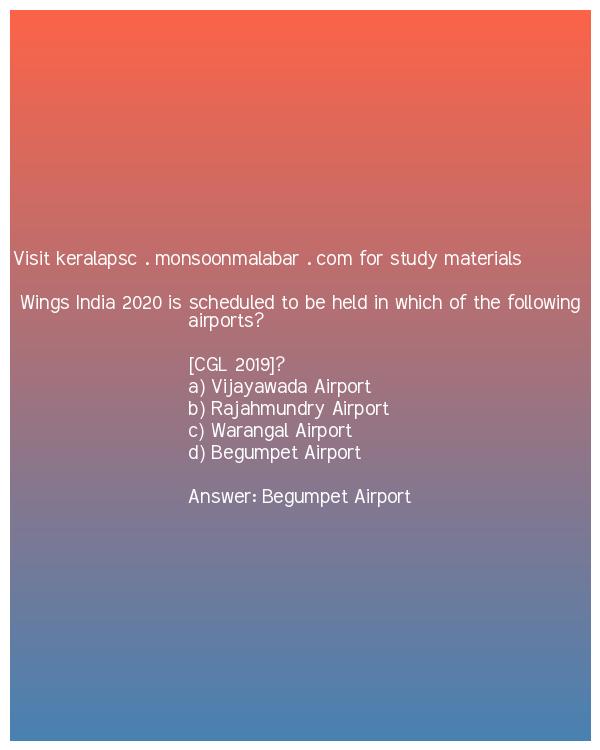 Visit keralapsc . monsoonmalabar . com for study materials
Wings India 2020 is scheduled to be held in which of the following
airports?
[CGL 2019]?
a) Vijayawada Airport
b) Rajahmundry Airport
c) Warangal Airport
d) Begumpet Airport
Answer: Begumpet Airport